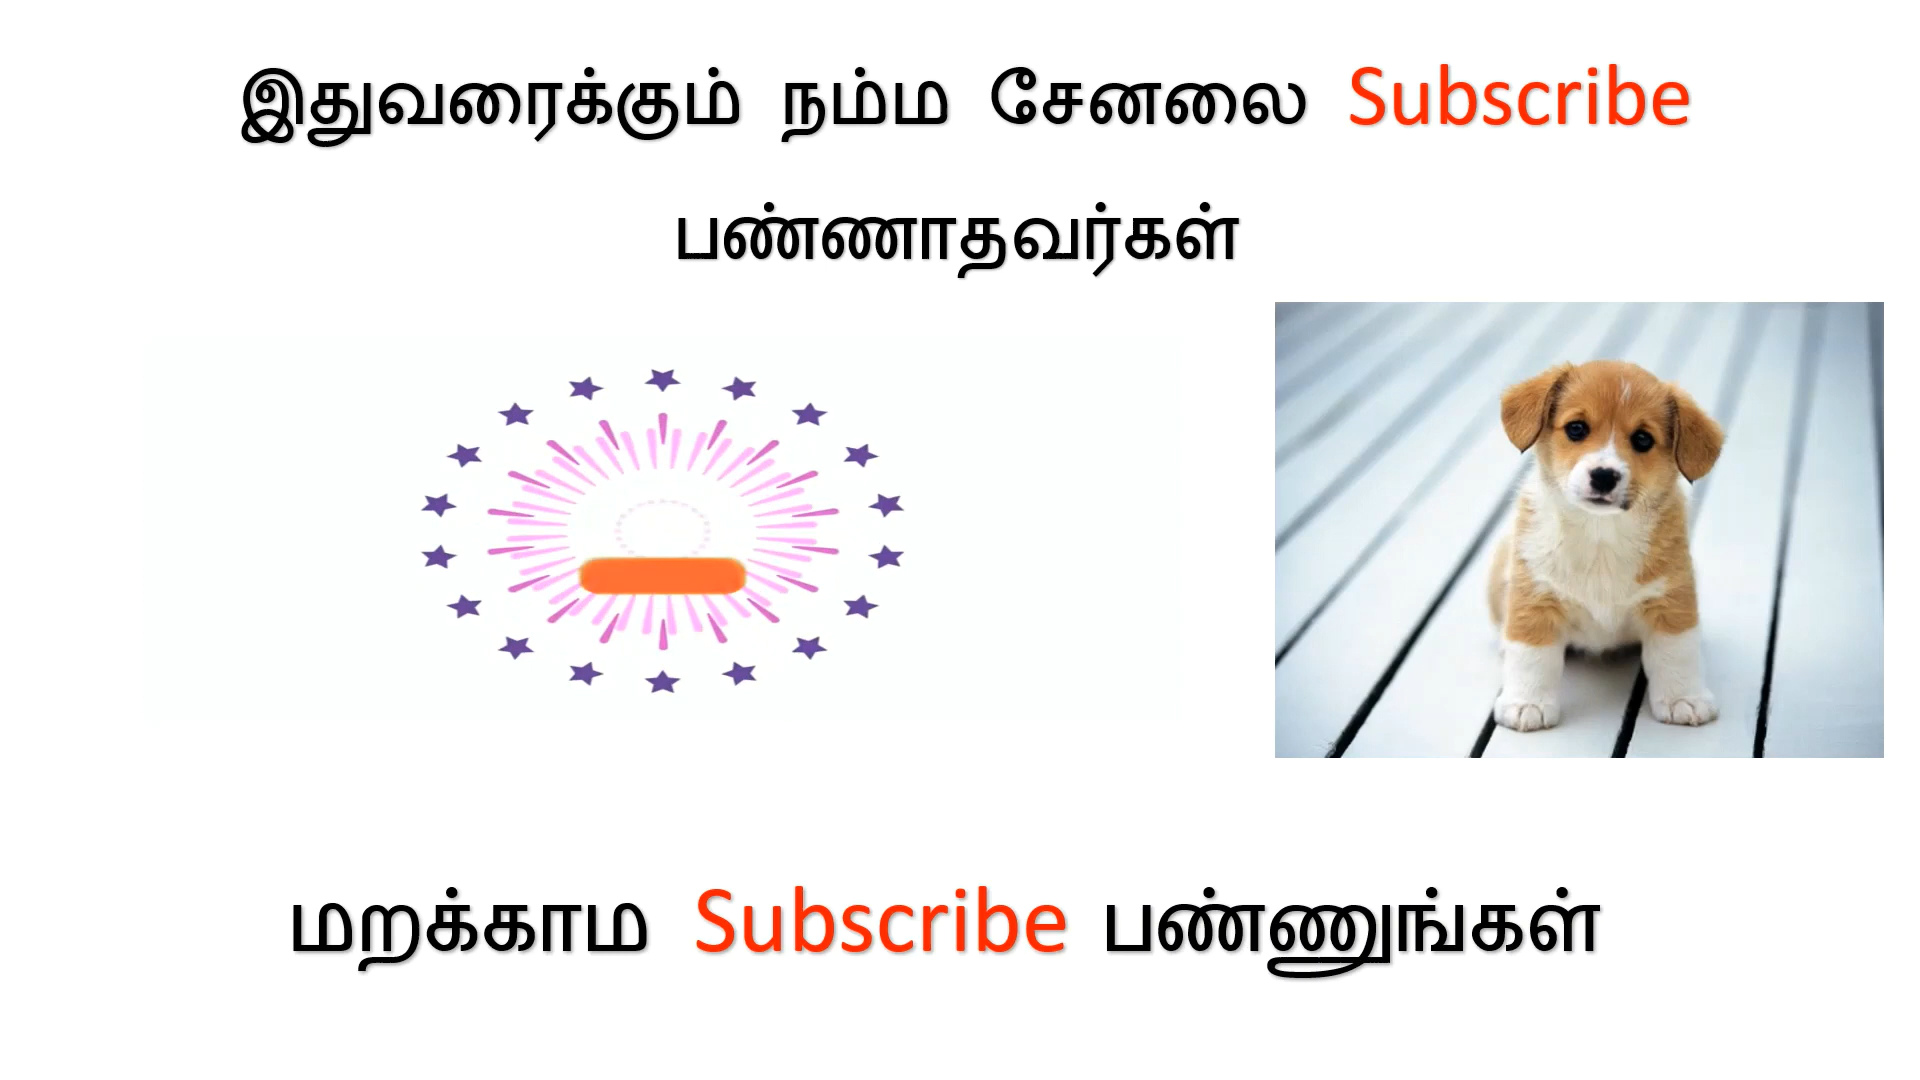 இதுவரைக்கும் நம்ம சேனலை Subscribe
பண்ணாதவர்கள்
மறக்காம Subscribe பண்ணுங்கள்